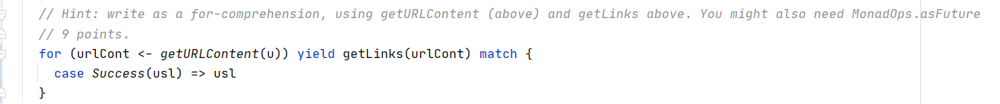 // Hint: write as a for-comprehension, using getURLContent (above) and getLinks above. You might also need MonadOps.asFuture
// 9 points.
for (urlCont <- getURLContent(u)) yield getLinks(urlCont) match {
case Success(usl) => usl
}